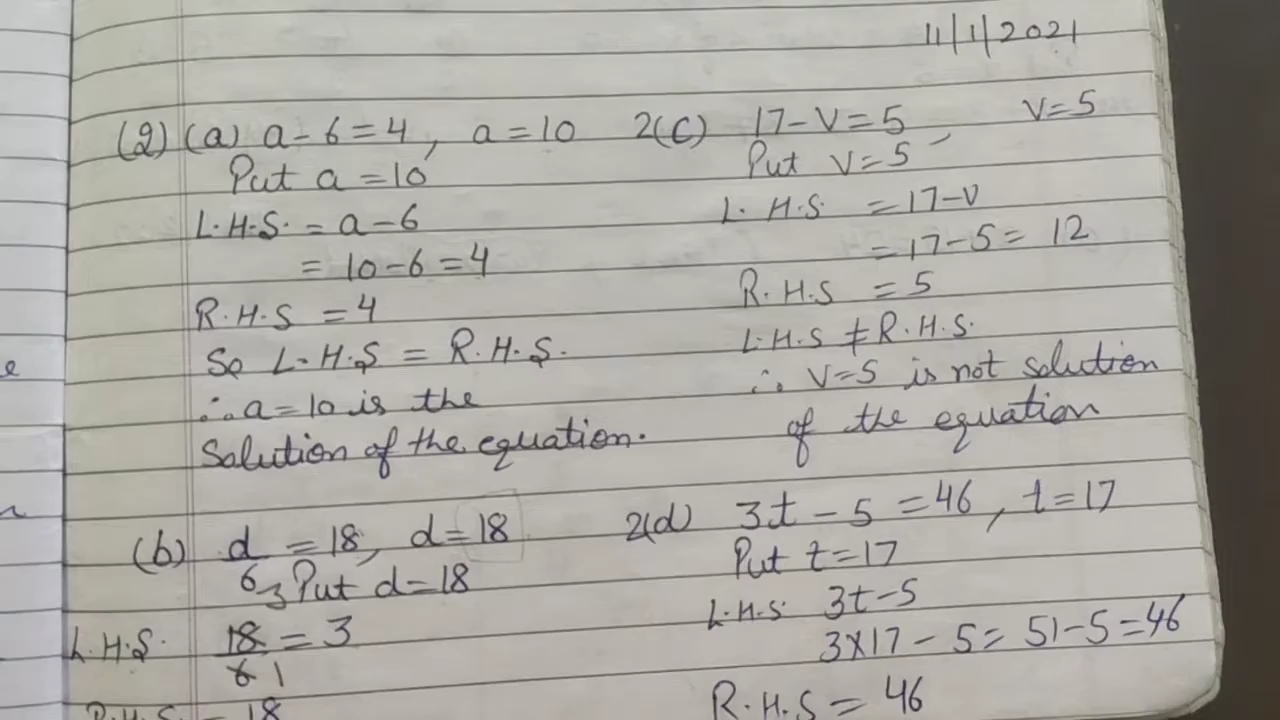 11/1/2021
(2) (a) a-6=4, a=10
Put a=10
L.H.S. = a-6
= 10-6=4
R.H.S = 4
So L.H.S = R.H.S.
∴ a=10 is the
Solution of the equation.
(b) d/6 = 18, d=18
Put d=18
L.H.S. 18/6 = 3
3
1
R.H.S = 18
2(c) 17-V=5, V=5
Put V=5
L.H.S = 17-V
= 17-5= 12
R.H.S = 5
L.H.S ≠ R.H.S.
∴ V=5 is not solution
of the equation
2(d) 3t-5 = 46, t=17
Put t=17
L.H.S. 3t-5
3x17-5= 51-5=46
R.H.S = 46